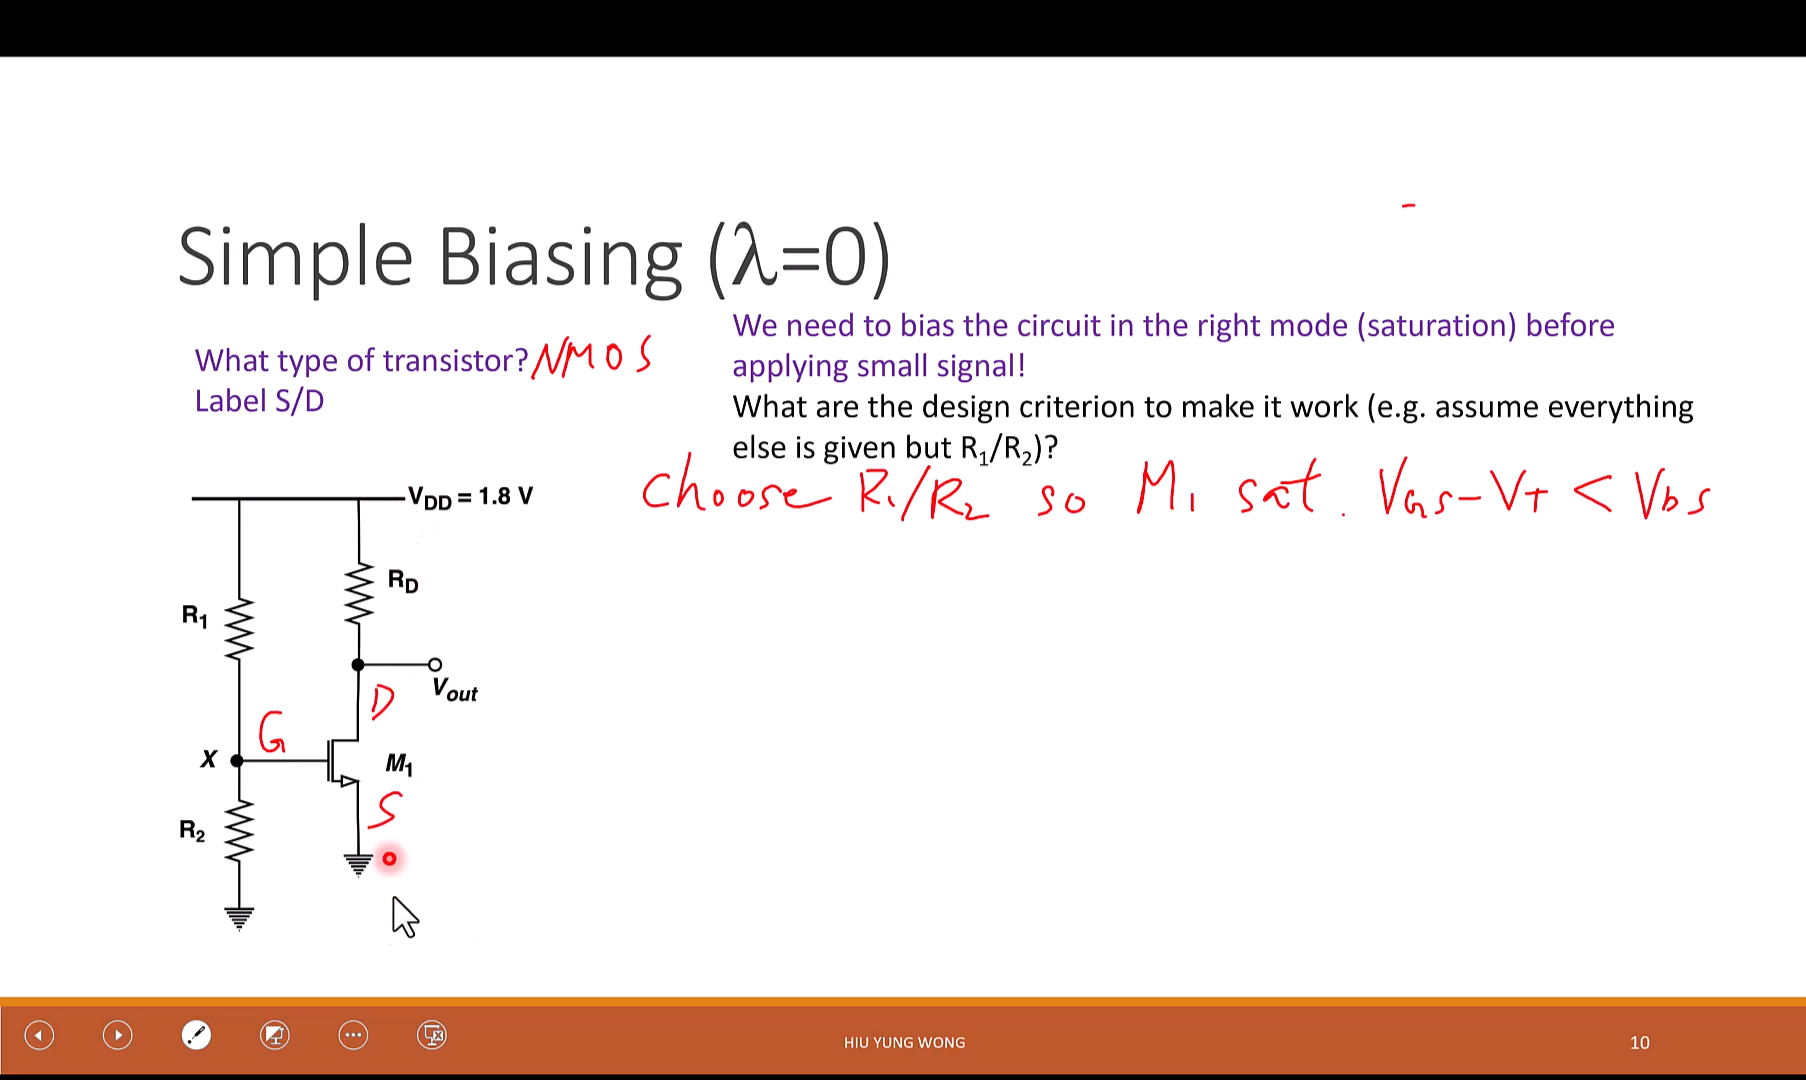 Simple Biasing (λ=0)
What type of transistor? NMOS
Label S/D
We need to bias the circuit in the right mode (saturation) before
applying small signal!
What are the design criterion to make it work (e.g. assume everything
else is given but R₁/R₂)?
choose R₁/R₂ so M₁ sat. VGS-VT < VDS
VDD = 1.8 V
RD
R1
Vout
D
G
X
M1
S
R2
HIU YUNG WONG
10